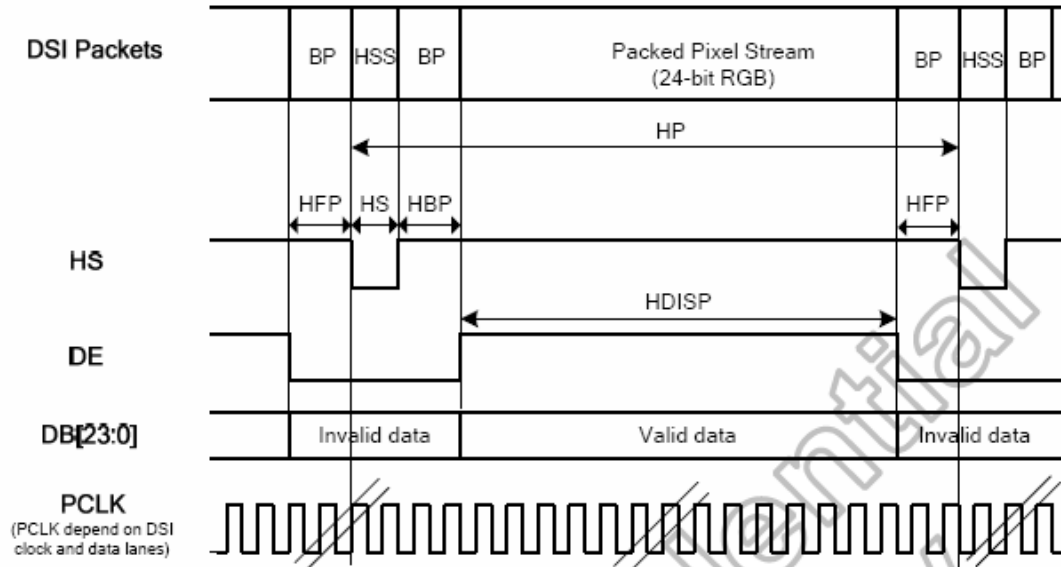 DSI Packets
BP
HSS
BP
Packed Pixel Stream
(24-bit RGB)
BP
HSS
BP
HP
HFP
HS
HBP
HFP
HS
HDISP
DE
DB[23:0]
Invalid data
Valid data
Invalid data
PCLK
(PCLK depend on DSI
clock and data lanes)
ential